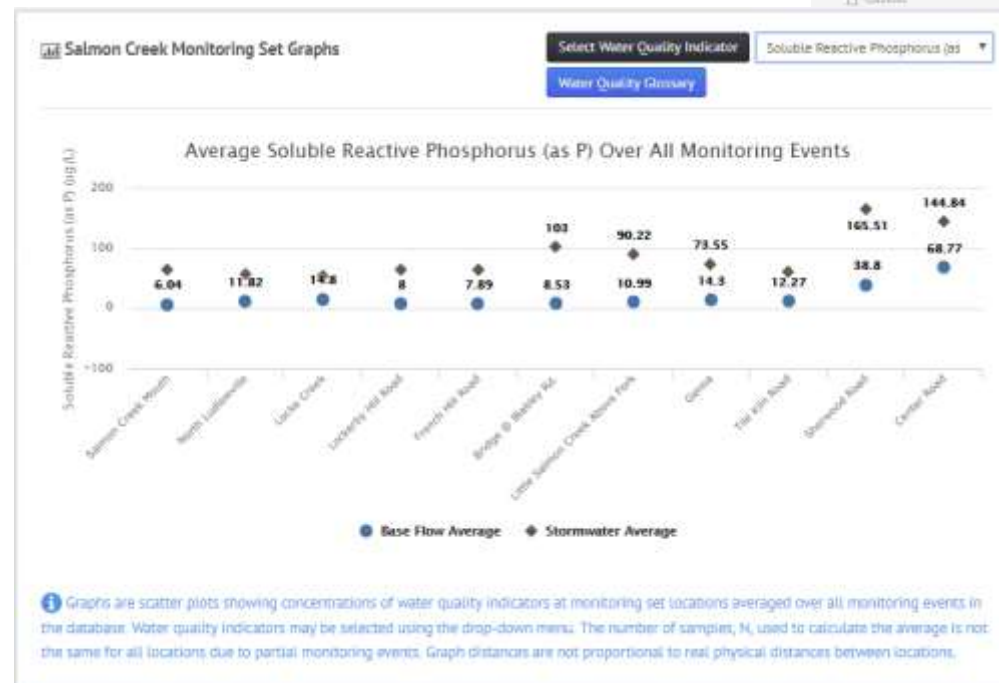 Salmon Creek Monitoring Set Graphs
Select Water Quality Indicator
Soluble Reactive Phosphorus (as
Water Quality Glossary
Average Soluble Reactive Phosphorus (as P) Over All Monitoring Events
Soluble Reactive Phosphorus (as P) (ug/L)
200
100
0
-100
6.04
11.82
14.8
8
7.89
103
8.53
90.22
10.99
73.55
14.3
12.27
165.51
38.8
144.84
68.77
Salmon Creek Mouth
North Ludlowville
Locke Creek
Lockerby Hill Road
French Hill Road
Bridge @ Blakley Rd.
Little Salmon Creek Above Fork
Genoa
Tile Kiln Road
Sherwood Road
Center Road
Base Flow Average
Stormwater Average
Graphs are scatter plots showing concentrations of water quality indicators at monitoring set locations averaged over all monitoring events in
the database. Water quality indicators may be selected using the drop-down menu. The number of samples, N, used to calculate the average is not
the same for all locations due to partial monitoring events. Graph distances are not proportional to real physical distances between locations.